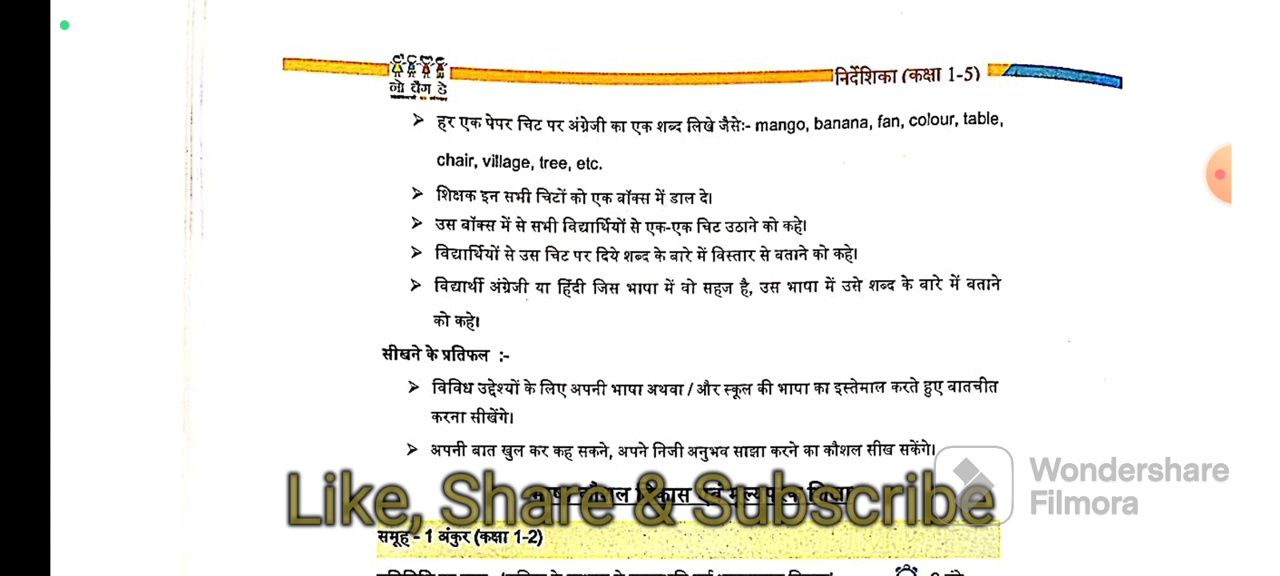 नो बैग डे
निर्देशिका (कक्षा 1-5)
➢ हर एक पेपर चिट पर अंग्रेजी का एक शब्द लिखे जैसेः- mango, banana, fan, colour, table,
chair, village, tree, etc.
➢ शिक्षक इन सभी चिटों को एक बॉक्स में डाल दे।
➢ उस बॉक्स में से सभी विद्यार्थियों से एक-एक चिट उठाने को कहे।
➢ विद्यार्थियों से उस चिट पर दिये शब्द के बारे में विस्तार से बताने को कहे।
➢ विद्यार्थी अंग्रेजी या हिंदी जिस भाषा में वो सहज है, उस भाषा में उसे शब्द के बारे में बताने
को कहे।
सीखने के प्रतिफल :-
➢ विविध उद्देश्यों के लिए अपनी भाषा अथवा / और स्कूल की भाषा का इस्तेमाल करते हुए बातचीत
करना सीखेंगे।
➢ अपनी बात खुल कर कह सकने, अपने निजी अनुभव साझा करने का कौशल सीख सकेंगे।
Wondershare
Filmora
Like, Share & Subscribe
समूह - 1 अंकुर (कक्षा 1-2)